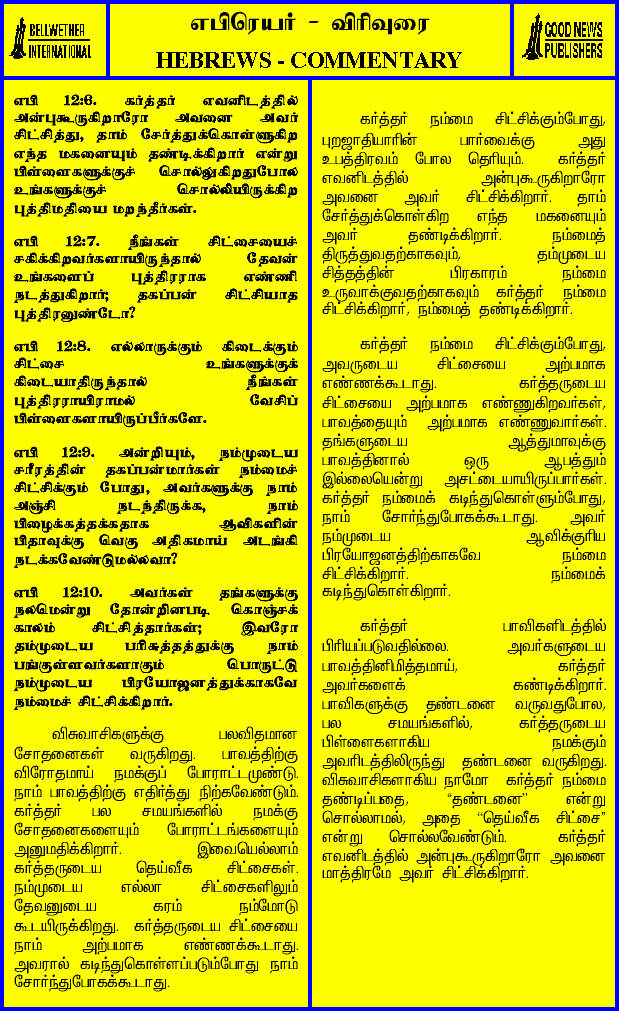 BELLWETHER
INTERNATIONAL
எபிரெயர் - விரிவுரை
HEBREWS - COMMENTARY
GOOD NEWS
PUBLISHERS
எபி 12:6. கர்த்தர் எவனிடத்தில்
அன்புகூருகிறாரோ அவனை அவர்
சிட்சித்து, தாம் சேர்த்துக்கொள்ளுகிற
எந்த மகனையும் தண்டிக்கிறார் என்று
பிள்ளைகளுக்குச் சொல்லுகிறதுபோல
உங்களுக்குச் சொல்லியிருக்கிற
புத்திமதியை மறந்தீர்கள்.
எபி 12:7. நீங்கள் சிட்சையைச்
சகிக்கிறவர்களாயிருந்தால் தேவன்
உங்களைப் புத்திரராக எண்ணி
நடத்துகிறார்; தகப்பன் சிட்சியாத
புத்திரனுண்டோ?
எபி 12:8. எல்லாருக்கும் கிடைக்கும்
சிட்சை உங்களுக்குக்
கிடையாதிருந்தால் நீங்கள்
புத்திரராயிராமல் வேசிப்
பிள்ளைகளாயிருப்பீர்களே.
எபி 12:9. அன்றியும், நம்முடைய
சரீரத்தின் தகப்பன்மார்கள் நம்மைச்
சிட்சிக்கும் போது, அவர்களுக்கு நாம்
அஞ்சி நடந்திருக்க, நாம்
பிழைக்கத்தக்கதாக ஆவிகளின்
பிதாவுக்கு வெகு அதிகமாய் அடங்கி
நடக்கவேண்டுமல்லவா?
எபி 12:10. அவர்கள் தங்களுக்கு
நலமென்று தோன்றினபடி கொஞ்சக்
காலம் சிட்சித்தார்கள்; இவரோ
தம்முடைய பரிசுத்தத்துக்கு நாம்
பங்குள்ளவர்களாகும் பொருட்டு
நம்முடைய பிரயோஜனத்துக்காகவே
நம்மைச் சிட்சிக்கிறார்.
விசுவாசிகளுக்கு பலவிதமான
சோதனைகள் வருகிறது. பாவத்திற்கு
விரோதமாய் நமக்குப் போராட்டமுண்டு.
நாம் பாவத்திற்கு எதிர்த்து நிற்கவேண்டும்.
கர்த்தர் பல சமயங்களில் நமக்கு
சோதனைகளையும் போராட்டங்களையும்
அனுமதிக்கிறார். இவையெல்லாம்
கர்த்தருடைய தெய்வீக சிட்சைகள்.
நம்முடைய எல்லா சிட்சைகளிலும்
தேவனுடைய கரம் நம்மோடு
கூடயிருக்கிறது. கர்த்தருடைய சிட்சையை
நாம் அற்பமாக எண்ணக்கூடாது.
அவரால் கடிந்துகொள்ளப்படும்போது நாம்
சோர்ந்துபோகக்கூடாது.
கர்த்தர் நம்மை சிட்சிக்கும்போது,
புறஜாதியாரின் பார்வைக்கு அது
உபத்திரவம் போல தெரியும். கர்த்தர்
எவனிடத்தில் அன்புகூருகிறாரோ
அவனை அவர் சிட்சிக்கிறார். தாம்
சேர்த்துக்கொள்கிற எந்த மகனையும்
அவர் தண்டிக்கிறார். நம்மைத்
திருத்துவதற்காகவும், தம்முடைய
சித்தத்தின் பிரகாரம் நம்மை
உருவாக்குவதற்காகவும் கர்த்தர் நம்மை
சிட்சிக்கிறார், நம்மைத் தண்டிக்கிறார்.
கர்த்தர் நம்மை சிட்சிக்கும்போது,
அவருடைய சிட்சையை அற்பமாக
எண்ணக்கூடாது. கர்த்தருடைய
சிட்சையை அற்பமாக எண்ணுகிறவர்கள்,
பாவத்தையும் அற்பமாக எண்ணுவார்கள்.
தங்களுடைய ஆத்துமாவுக்கு
பாவத்தினால் ஒரு ஆபத்தும்
இல்லையென்று அசட்டையாயிருப்பார்கள்.
கர்த்தர் நம்மைக் கடிந்துகொள்ளும்போது,
நாம் சோர்ந்துபோகக்கூடாது. அவர்
நம்முடைய ஆவிக்குரிய
பிரயோஜனத்திற்காகவே நம்மை
சிட்சிக்கிறார். நம்மைக்
கடிந்துகொள்கிறார்.
கர்த்தர் பாவிகளிடத்தில்
பிரியப்படுவதில்லை. அவர்களுடைய
பாவத்தினிமித்தமாய், கர்த்தர்
அவர்களைக் கண்டிக்கிறார்.
பாவிகளுக்கு தண்டனை வருவதுபோல,
பல சமயங்களில், கர்த்தருடைய
பிள்ளைகளாகிய நமக்கும்
அவரிடத்திலிருந்து தண்டனை வருகிறது.
விசுவாசிகளாகிய நாமோ கர்த்தர் நம்மை
தண்டிப்பதை, “தண்டனை” என்று
சொல்லாமல், அதை “தெய்வீக சிட்சை”
என்று சொல்லவேண்டும். கர்த்தர்
எவனிடத்தில் அன்புகூருகிறாரோ அவனை
மாத்திரமே அவர் சிட்சிக்கிறார்.